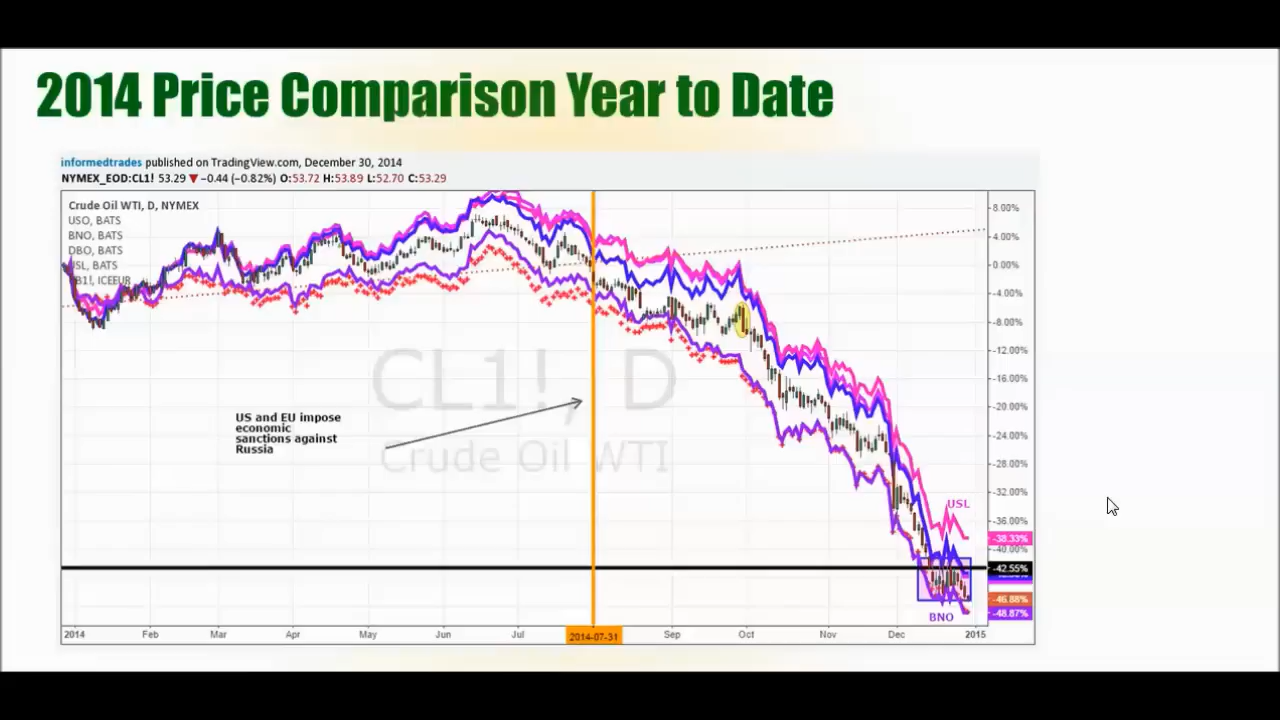 2014 Price Comparison Year to Date
informedtrades published on TradingView.com, December 30, 2014
NYMEX_EOD:CL1! 53.29 ▼ −0.44 (−0.82%) O:53.72 H:53.89 L:52.70 C:53.29
Crude Oil WTI, D, NYMEX
USO, BATS
BNO, BATS
DBO, BATS
USL, BATS
BB1!, ICEEUR
CL1!, D
Crude Oil WTI
US and EU impose
economic
sanctions against
Russia
USL
BNO
8.00%
4.00%
0.00%
-4.00%
-8.00%
-12.00%
-16.00%
-20.00%
-24.00%
-28.00%
-32.00%
-36.00%
-38.33%
-40.00%
-42.55%
-46.88%
-48.87%
2014 Feb Mar Apr May Jun Jul 2014-07-31 Sep Oct Nov Dec 2015